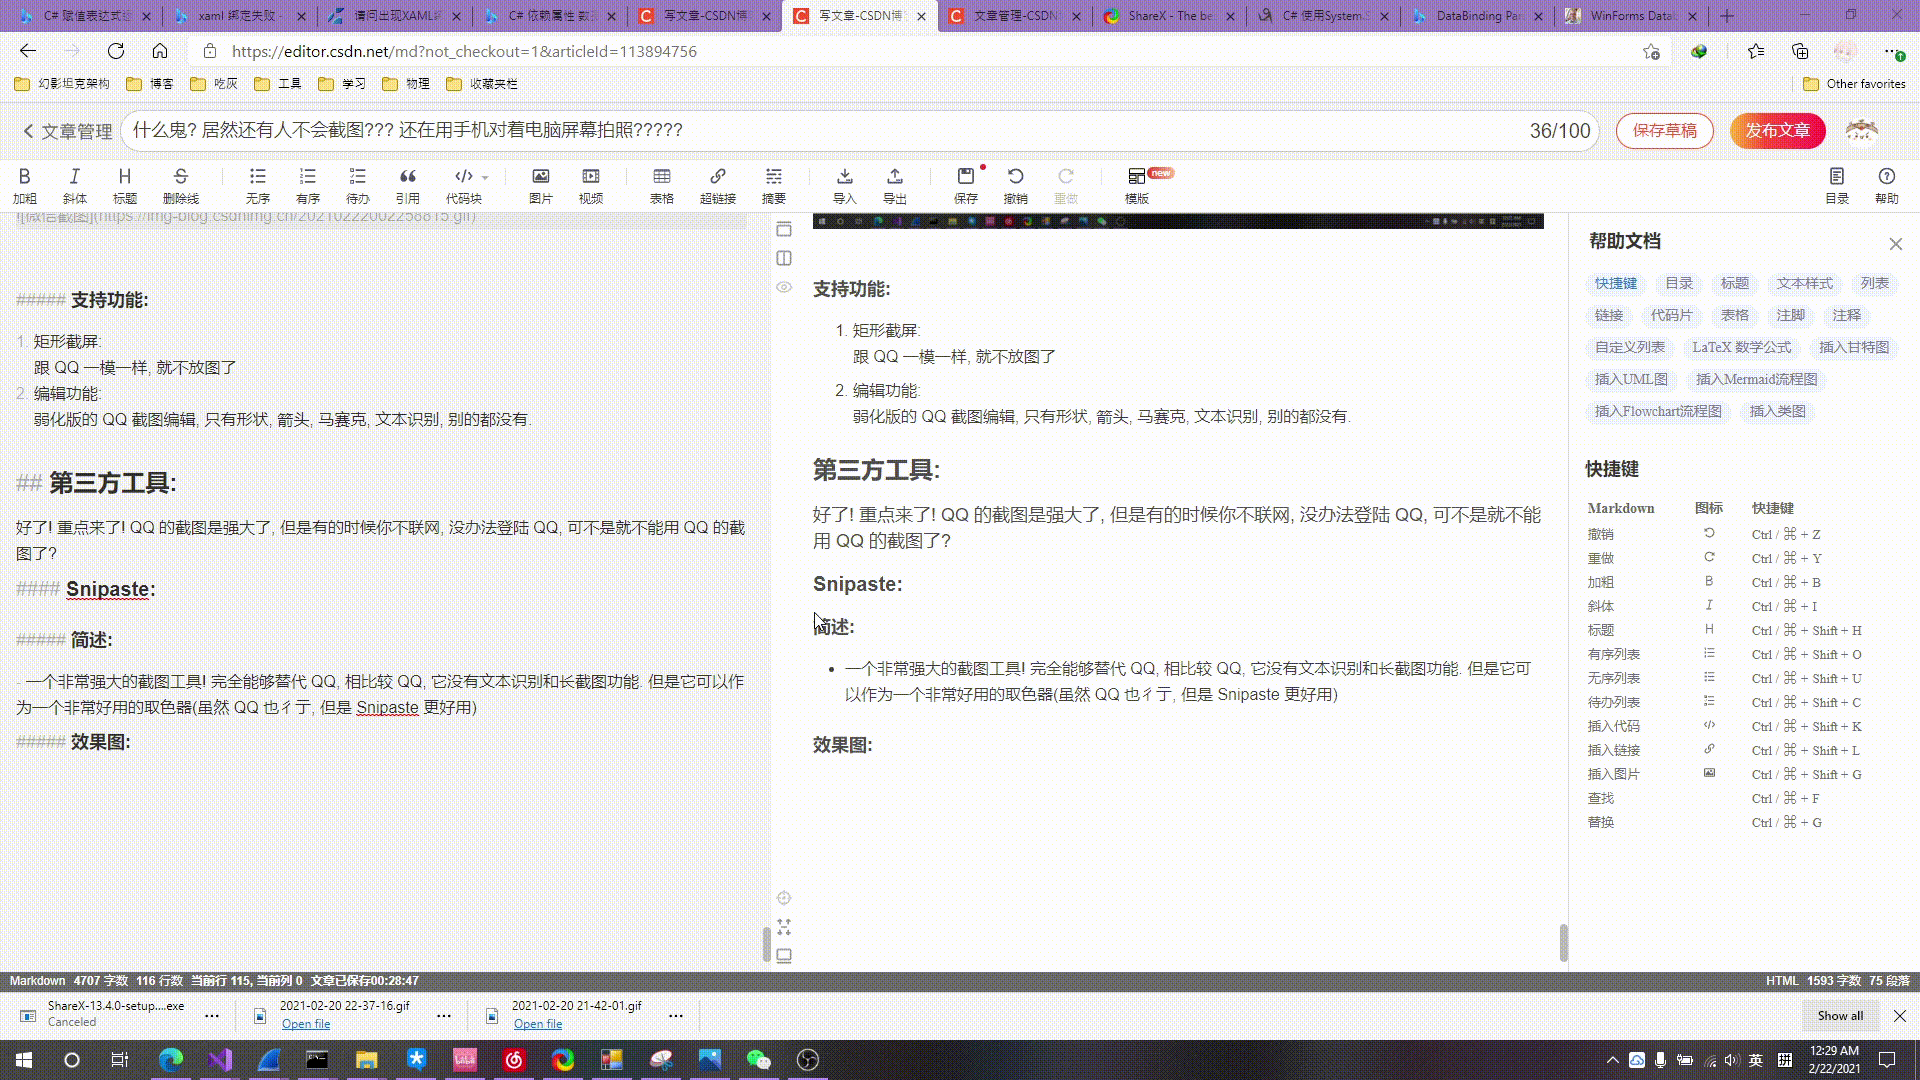 C# 赋值表达式
xaml 绑定失败 -
请问出现XAML
C# 依赖属性 数
写文章-CSDN博
写文章-CSDN博
文章管理-CSDN
ShareX - The be
C# 使用System.
DataBinding Par
WinForms Data
https://editor.csdn.net/md?not_checkout=1&articleId=113894756
幻影坦克架构
博客
吃灰
工具
学习
物理
收藏夹栏
Other favorites
文章管理
什么鬼? 居然还有人不会截图??? 还在用手机对着电脑屏幕拍照?????
36/100
保存草稿
发布文章
加粗
斜体
标题
删除线
无序
有序
待办
引用
代码块
图片
视频
表格
超链接
摘要
导入
导出
保存
撤销
重做
模版
new
目录
帮助
![微信截图](https://img-blog.csdnimg.cn/20210222002258815.gif)
##### 支持功能:
1. 矩形截屏:
跟 QQ 一模一样, 就不放图了
2. 编辑功能:
弱化版的 QQ 截图编辑, 只有形状, 箭头, 马赛克, 文本识别, 别的都没有.
## 第三方工具:
好了! 重点来了! QQ 的截图是强大了, 但是有的时候你不联网, 没办法登陆 QQ, 可不是就不能用 QQ 的截
图了?
#### Snipaste:
##### 简述:
- 一个非常强大的截图工具! 完全能够替代 QQ, 相比较 QQ, 它没有文本识别和长截图功能. 但是它可以作
为一个非常好用的取色器(虽然 QQ 也彳亍, 但是 Snipaste 更好用)
##### 效果图:
支持功能:
1. 矩形截屏:
跟 QQ 一模一样, 就不放图了
2. 编辑功能:
弱化版的 QQ 截图编辑, 只有形状, 箭头, 马赛克, 文本识别, 别的都没有.
第三方工具:
好了! 重点来了! QQ 的截图是强大了, 但是有的时候你不联网, 没办法登陆 QQ, 可不是就不能
用 QQ 的截图了?
Snipaste:
简述:
• 一个非常强大的截图工具! 完全能够替代 QQ, 相比较 QQ, 它没有文本识别和长截图功能. 但是它可
以作为一个非常好用的取色器(虽然 QQ 也彳亍, 但是 Snipaste 更好用)
效果图:
帮助文档
快捷键 目录 标题 文本样式 列表
链接 代码片 表格 注脚 注释
自定义列表 LaTeX 数学公式 插入甘特图
插入UML图 插入Mermaid流程图
插入Flowchart流程图 插入类图
快捷键
Markdown 图标 快捷键
撤销 Ctrl / ⌘ + Z
重做 Ctrl / ⌘ + Y
加粗 B Ctrl / ⌘ + B
斜体 I Ctrl / ⌘ + I
标题 H Ctrl / ⌘ + Shift + H
有序列表 Ctrl / ⌘ + Shift + O
无序列表 Ctrl / ⌘ + Shift + U
待办列表 Ctrl / ⌘ + Shift + C
插入代码 Ctrl / ⌘ + Shift + K
插入链接 Ctrl / ⌘ + Shift + L
插入图片 Ctrl / ⌘ + Shift + G
查找 Ctrl / ⌘ + F
替换 Ctrl / ⌘ + G
Markdown 4707 字数 116 行数 当前行 115, 当前列 0 文章已保存00:28:47
HTML 1593 字数 75 段落
ShareX-13.4.0-setup....exe
Canceled
2021-02-20 22-37-16.gif
Open file
2021-02-20 21-42-01.gif
Open file
Show all
英
拼
12:29 AM
2/22/2021